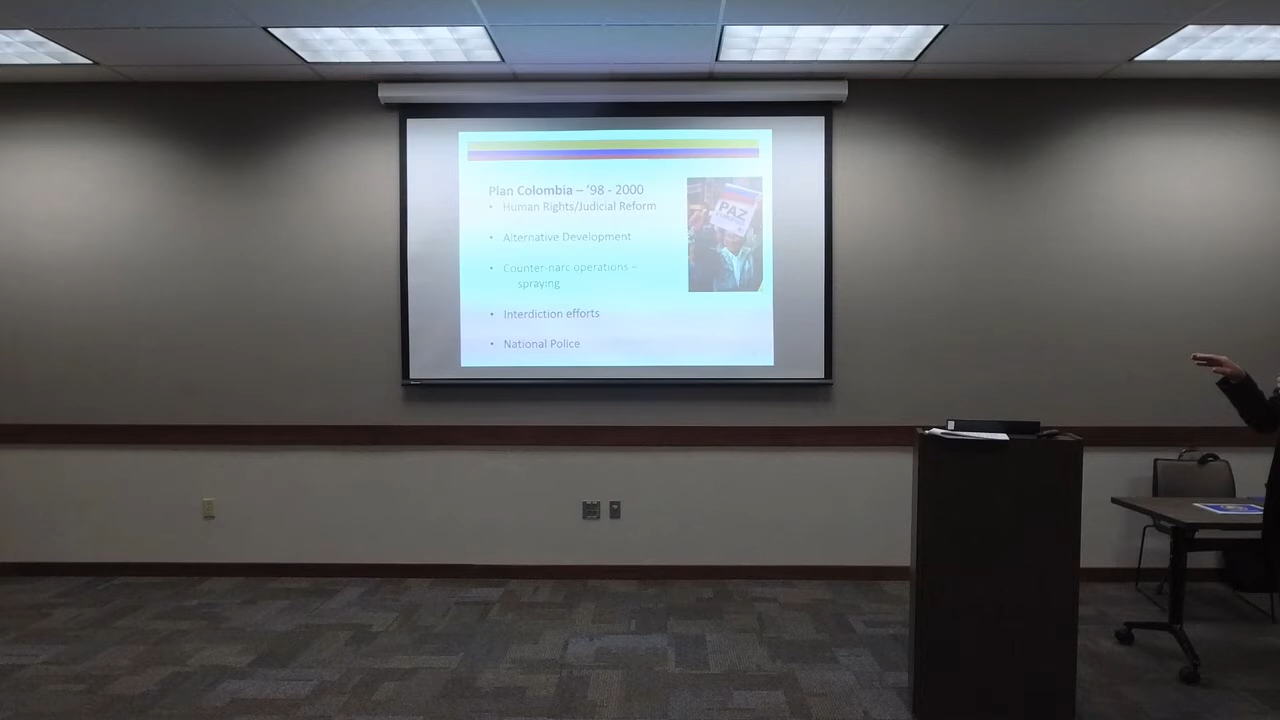 Plan Colombia – '98 - 2000
• Human Rights/Judicial Reform
• Alternative Development
• Counter-narc operations –
spraying
• Interdiction efforts
• National Police
PAZ